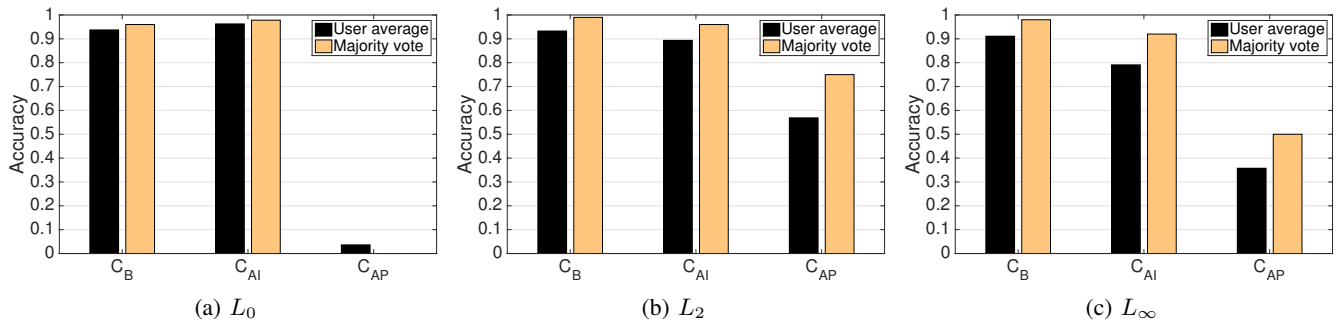 1
0.9
0.8
0.7
0.6
0.5
0.4
0.3
0.2
0.1
0
Accuracy
User average
Majority vote
C_B
C_AI
C_AP
(a) L_0
1
0.9
0.8
0.7
0.6
0.5
0.4
0.3
0.2
0.1
0
Accuracy
User average
Majority vote
C_B
C_AI
C_AP
(b) L_2
1
0.9
0.8
0.7
0.6
0.5
0.4
0.3
0.2
0.1
0
Accuracy
User average
Majority vote
C_B
C_AI
C_AP
(c) L_∞